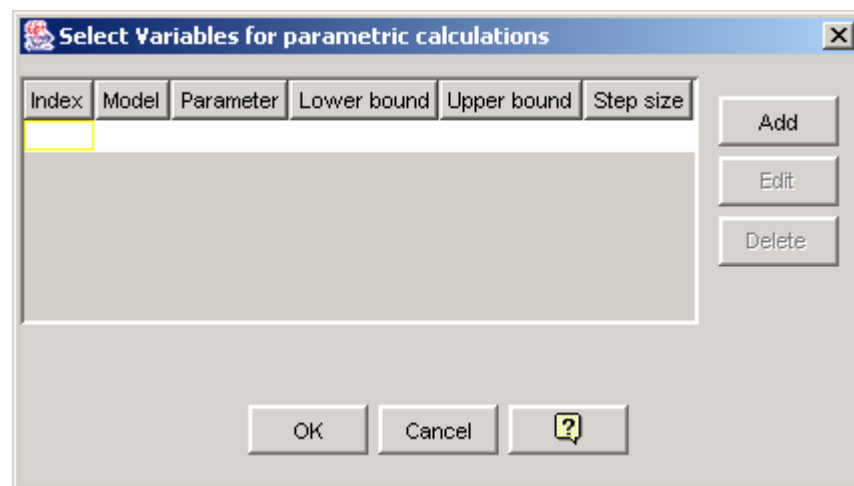 Select Variables for parametric calculations
Index Model Parameter Lower bound Upper bound Step size
Add
Edit
Delete
OK Cancel ?